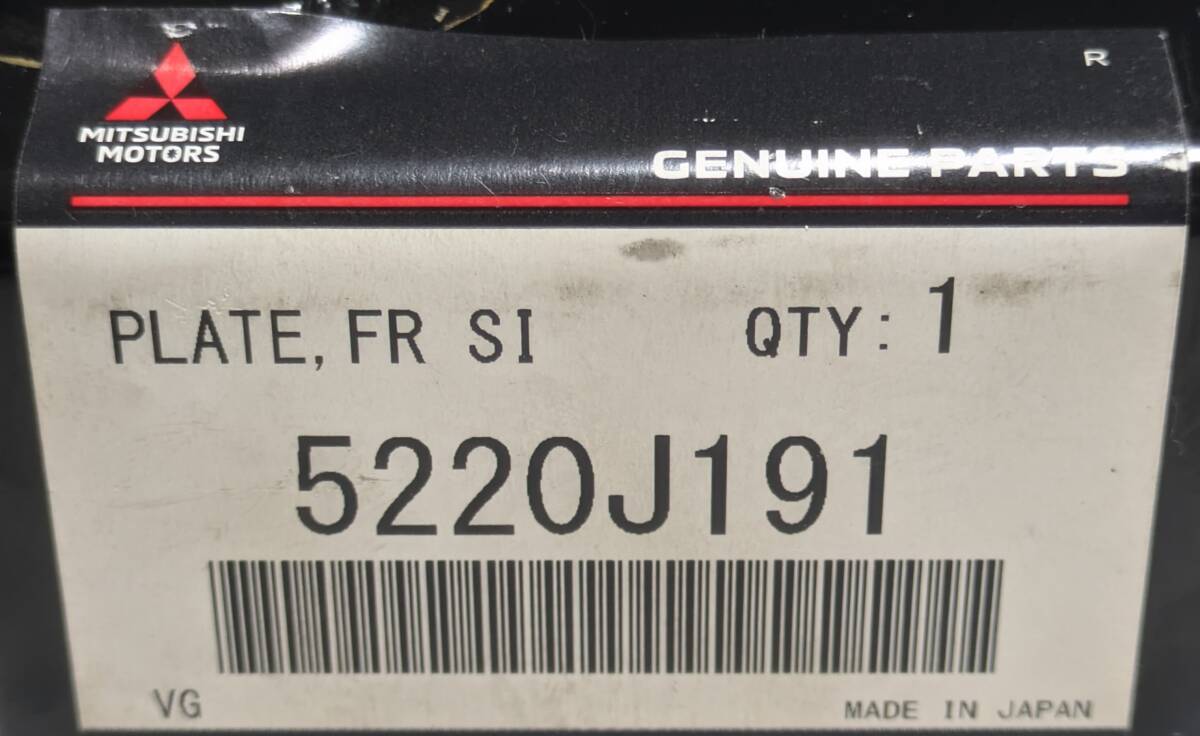 R
MITSUBISHI
MOTORS
GENUINE PARTS
PLATE, FR SI QTY: 1
5220J191
VG MADE IN JAPAN